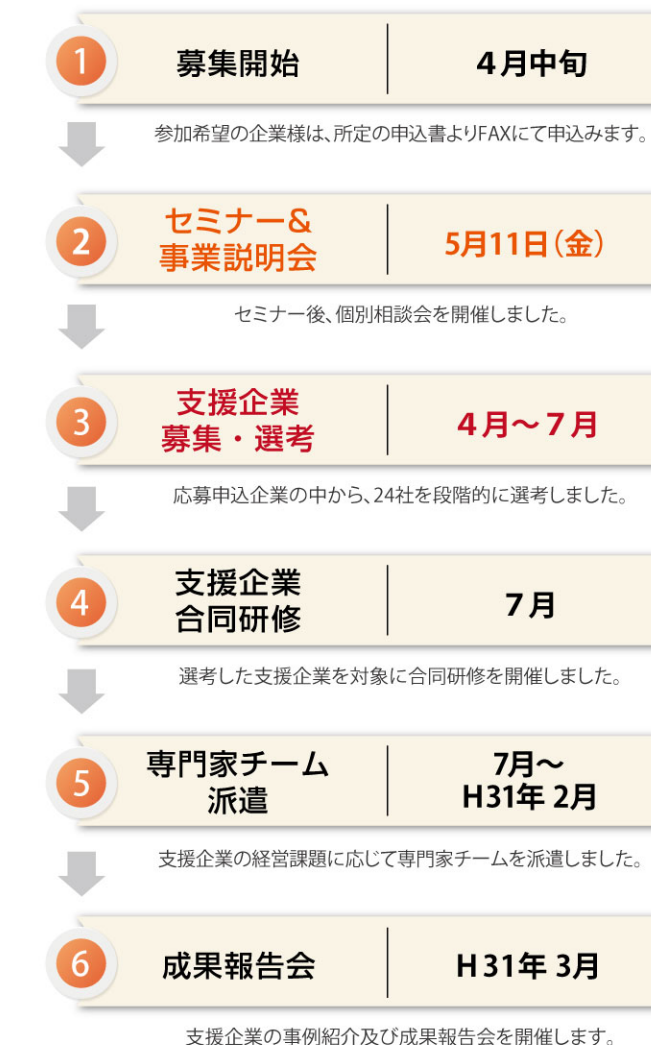 1 募集開始 4月中旬
参加希望の企業様は、所定の申込書よりFAXにて申込みます。
2 セミナー& 事業説明会 5月11日(金)
セミナー後、個別相談会を開催しました。
3 支援企業 募集・選考 4月〜7月
応募申込企業の中から、24社を段階的に選考しました。
4 支援企業 合同研修 7月
選考した支援企業を対象に合同研修を開催しました。
5 専門家チーム 派遣 7月〜 H31年 2月
支援企業の経営課題に応じて専門家チームを派遣しました。
6 成果報告会 H31年 3月
支援企業の事例紹介及び成果報告会を開催します。